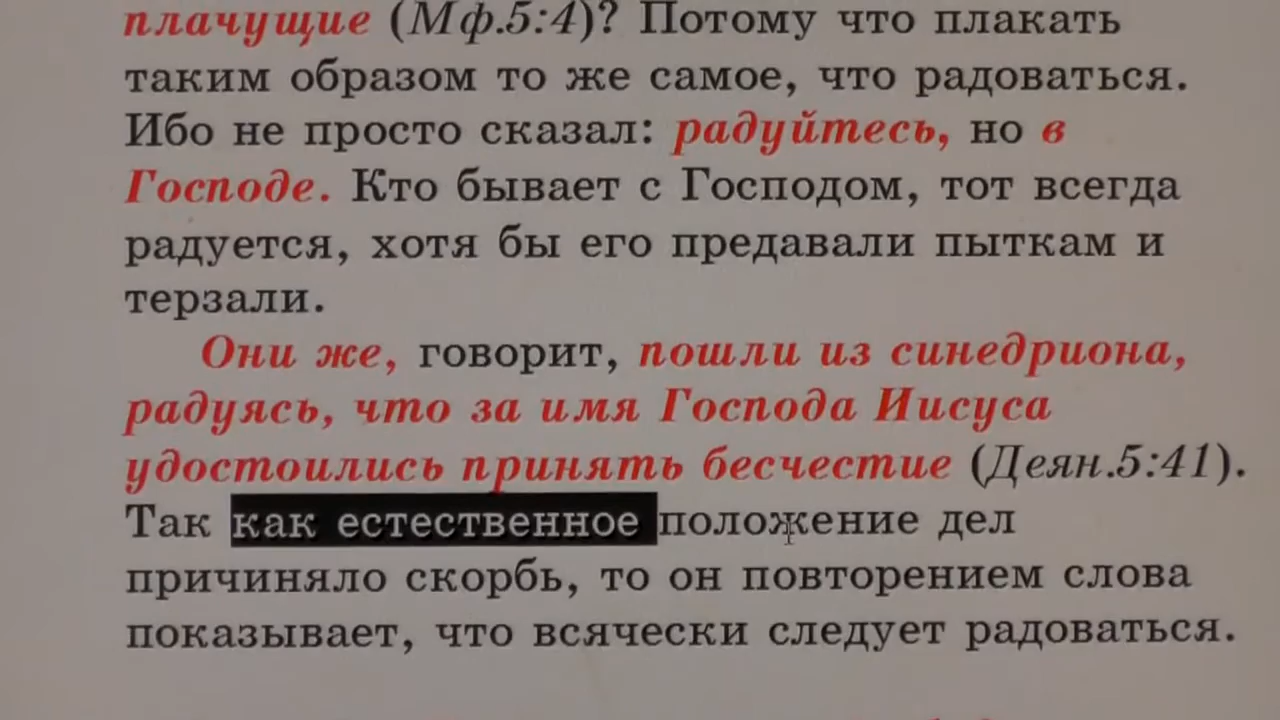 плачущие (Мф.5:4)? Потому что плакать
таким образом то же самое, что радоваться.
Ибо не просто сказал: радуйтесь, но в
Господе. Кто бывает с Господом, тот всегда
радуется, хотя бы его предавали пыткам и
терзали.
Они же, говорит, пошли из синедриона,
радуясь, что за имя Господа Иисуса
удостоились принять бесчестие (Деян.5:41).
Так как естественное положение дел
причиняло скорбь, то он повторением слова
показывает, что всячески следует радоваться.